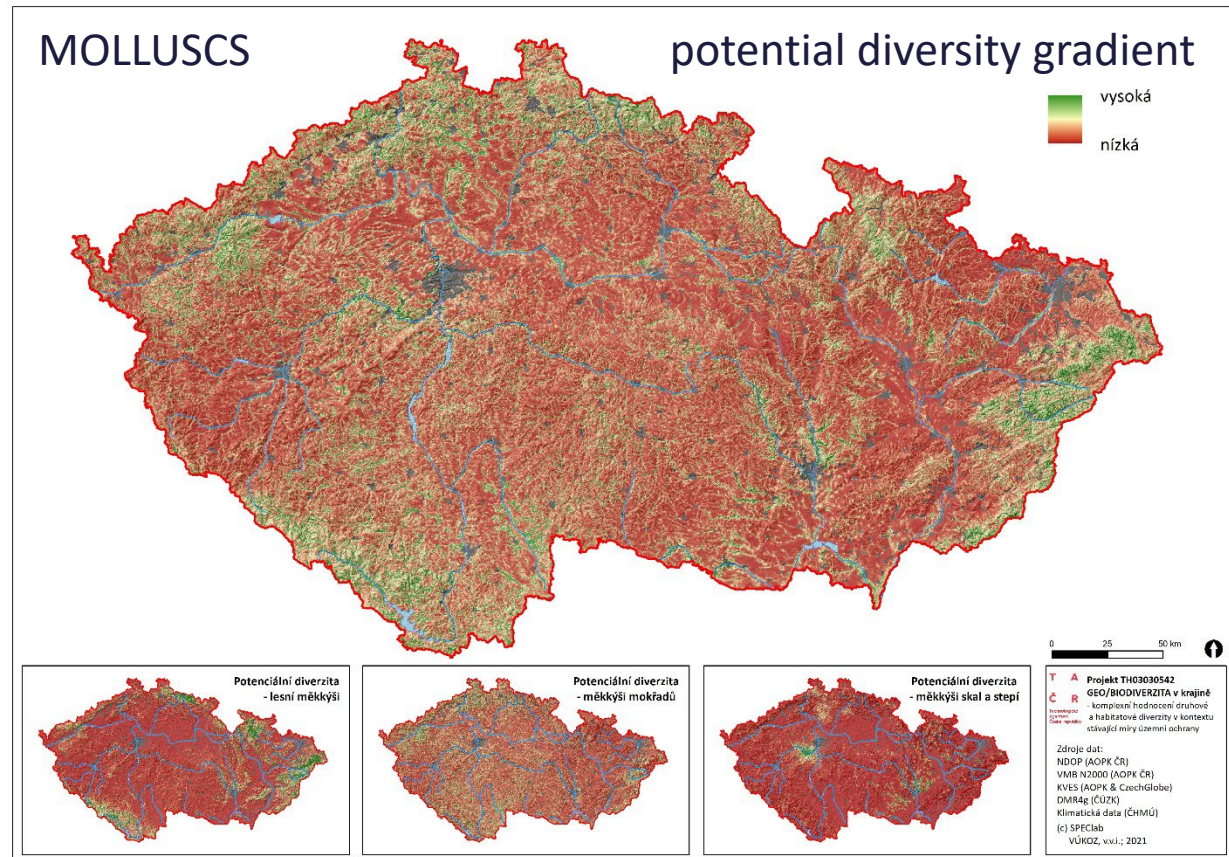 MOLLUSCS
potential diversity gradient
vysoká
nízká
0 25 50 km
Potenciální diverzita
- lesní měkkýši
Potenciální diverzita
- měkkýši mokřadů
Potenciální diverzita
- měkkýši skal a stepí
T A
Č R
Projekt TH03030542
GEO/BIODIVERZITA v krajině
- komplexní hodnocení druhové
a habitatové diverzity v kontextu
stávající míry územní ochrany
Zdroje dat:
NDOP (AOPK ČR)
VMB N2000 (AOPK ČR)
KVES (AOPK & CzechGlobe)
DMR4g (ČÚZK)
Klimatická data (ČHMÚ)
(c) SPEClab
VÚKOZ, v.v.i.; 2021